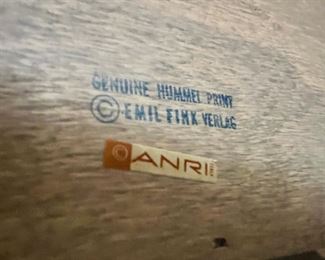 GENUINE HUMMEL PRINT
© EMIL FINK VERLAG
© ANRI